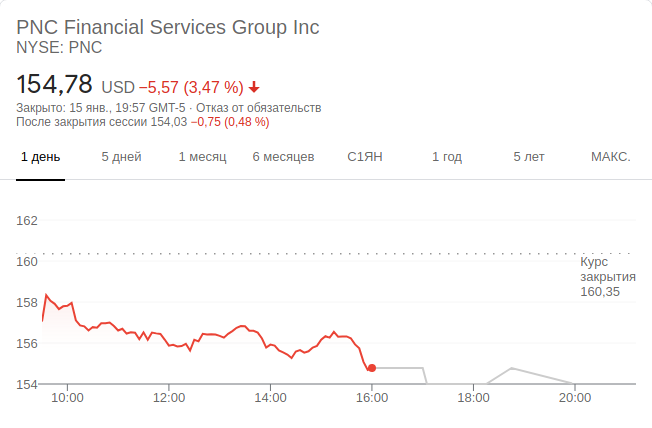 PNC Financial Services Group Inc
NYSE: PNC
154,78 USD −5,57 (3,47 %)
Закрыто: 15 янв., 19:57 GMT-5 · Отказ от обязательств
После закрытия сессии 154,03 −0,75 (0,48 %)
1 день 5 дней 1 месяц 6 месяцев С1ЯН 1 год 5 лет МАКС.
162
160
158
156
154
Курс
закрытия
160,35
10:00 12:00 14:00 16:00 18:00 20:00